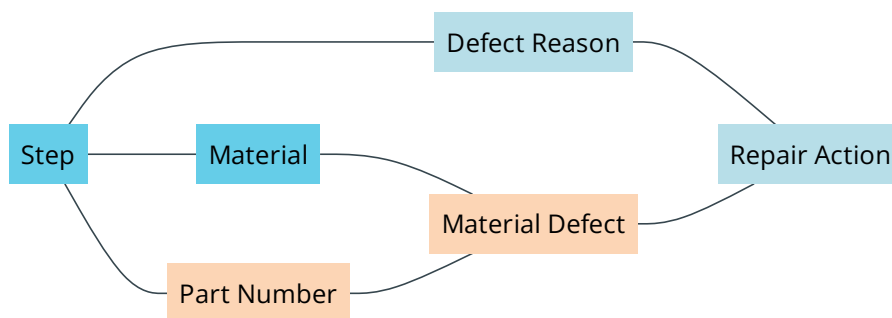 Defect Reason
Step
Material
Repair Action
Material Defect
Part Number